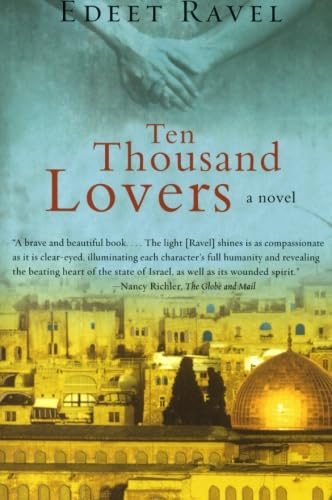 EDEET RAVEL
Ten
Thousand
Lovers a novel
"A brave and beautiful book. . . . The light [Ravel] shines is as compassionate
as it is clear-eyed, illuminating each character's full humanity and revealing
the beating heart of the state of Israel, as well as its wounded spirit."
—Nancy Richler, The Globe and Mail